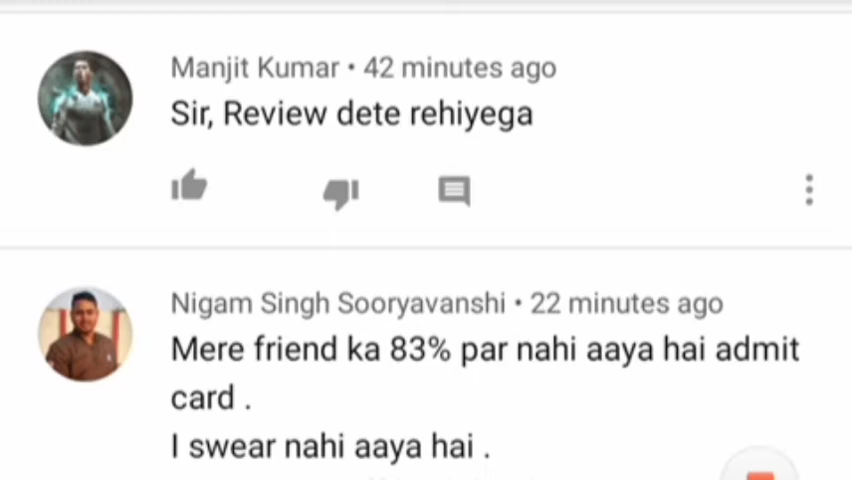 Manjit Kumar • 42 minutes ago
Sir, Review dete rehiyega
Nigam Singh Sooryavanshi • 22 minutes ago
Mere friend ka 83% par nahi aaya hai admit
card .
I swear nahi aaya hai .